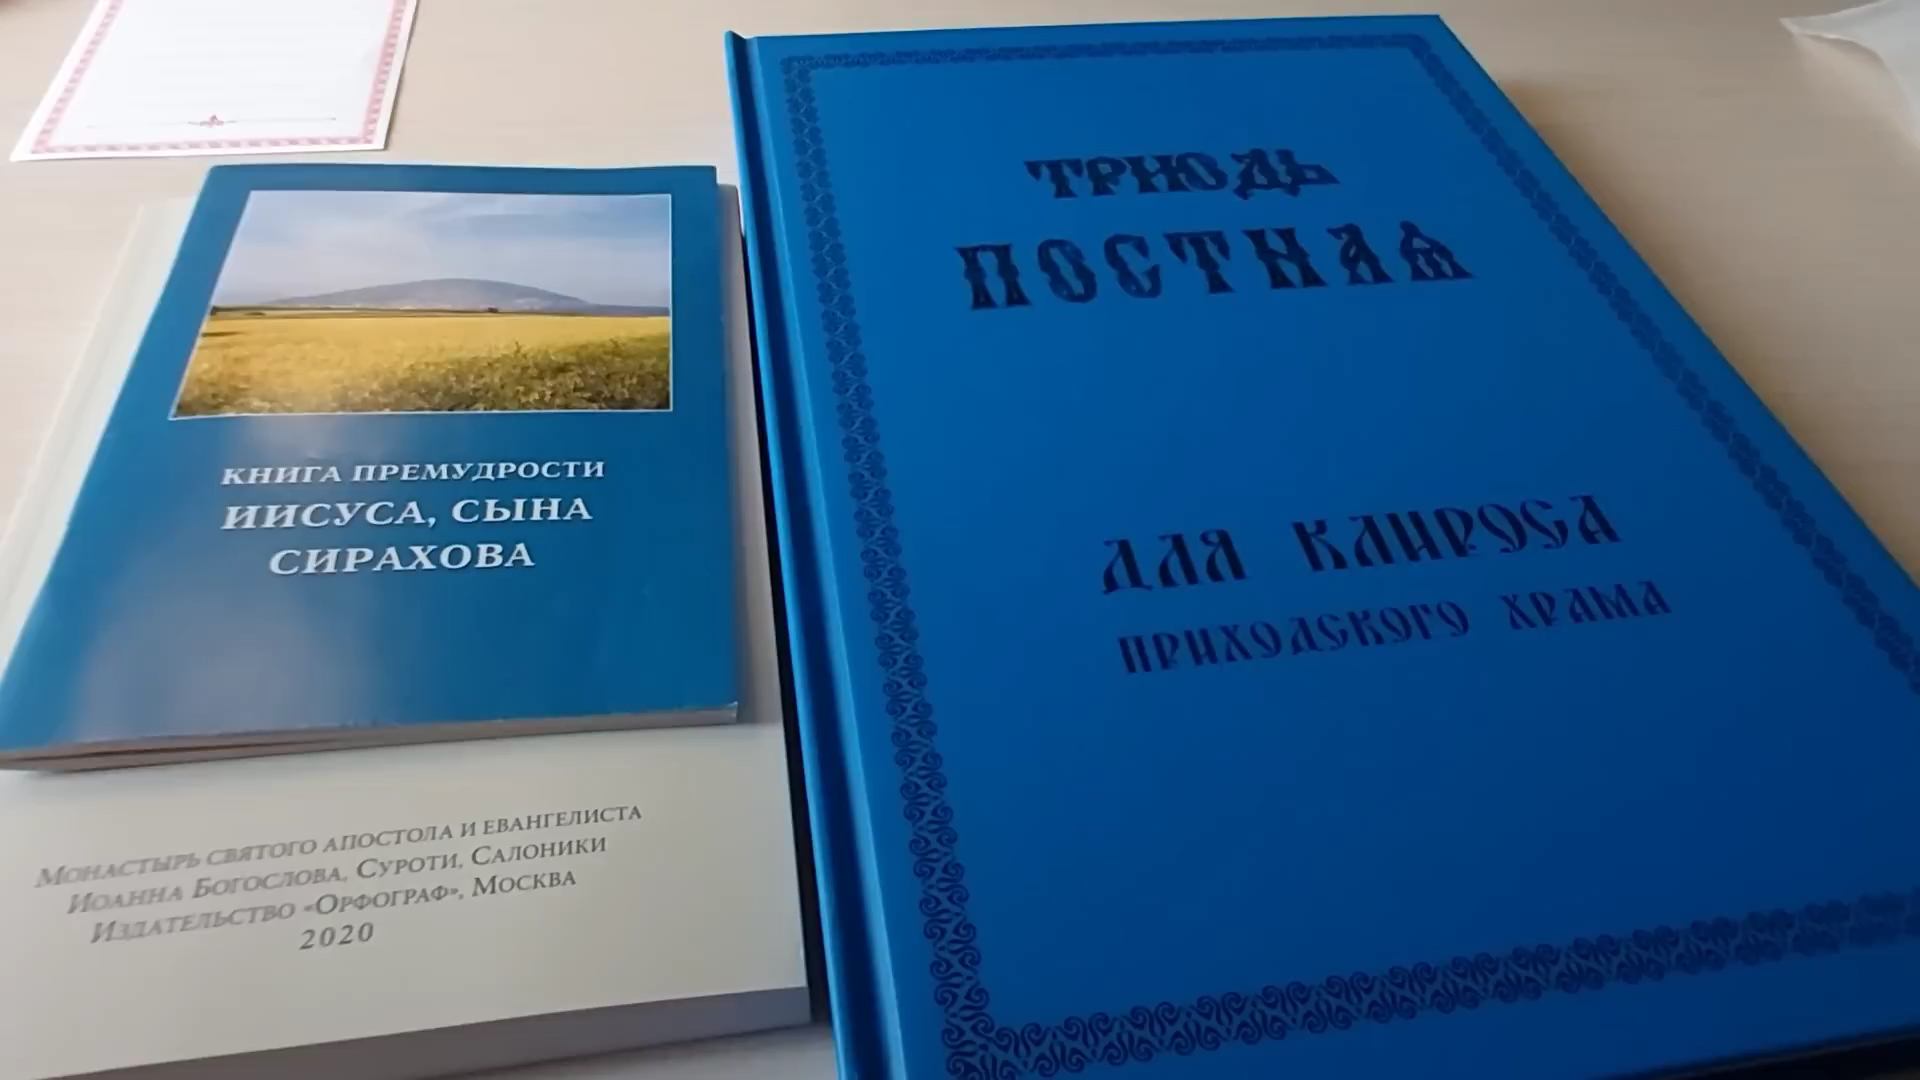 КНИГА ПРЕМУДРОСТИ
ИИСУСА, СЫНА
СИРАХОВА
МОНАСТЫРЬ СВЯТОГО АПОСТОЛА И ЕВАНГЕЛИСТА
ИОАННА БОГОСЛОВА, СУРОТИ, САЛОНИКИ
ИЗДАТЕЛЬСТВО «ОРФОГРАФ», МОСКВА
2020
ТРИОДЬ
ПОСТНАѦ
ДЛЯ КЛИРОСА
ПРИХОДСКОГО ХРАМА